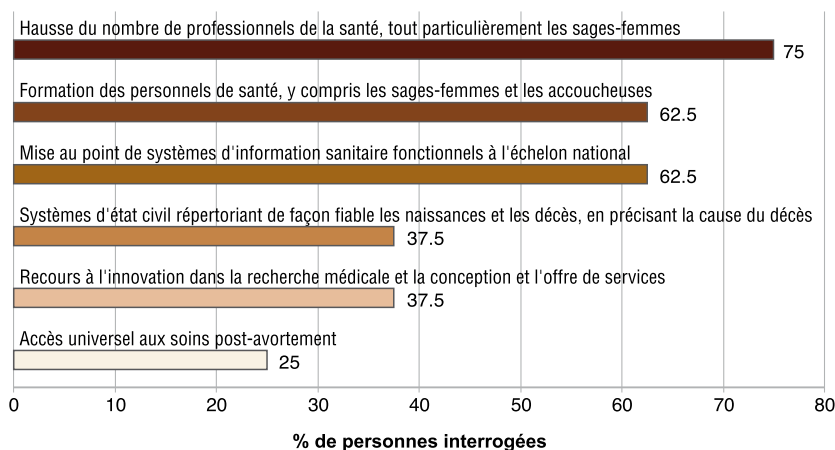 Hausse du nombre de professionnels de la santé, tout particulièrement les sages-femmes
75
Formation des personnels de santé, y compris les sages-femmes et les accoucheuses
62.5
Mise au point de systèmes d'information sanitaire fonctionnels à l'échelon national
62.5
Systèmes d'état civil répertoriant de façon fiable les naissances et les décès, en précisant la cause du décès
37.5
Recours à l'innovation dans la recherche médicale et la conception et l'offre de services
37.5
Accès universel aux soins post-avortement
25
0 10 20 30 40 50 60 70 80
% de personnes interrogées